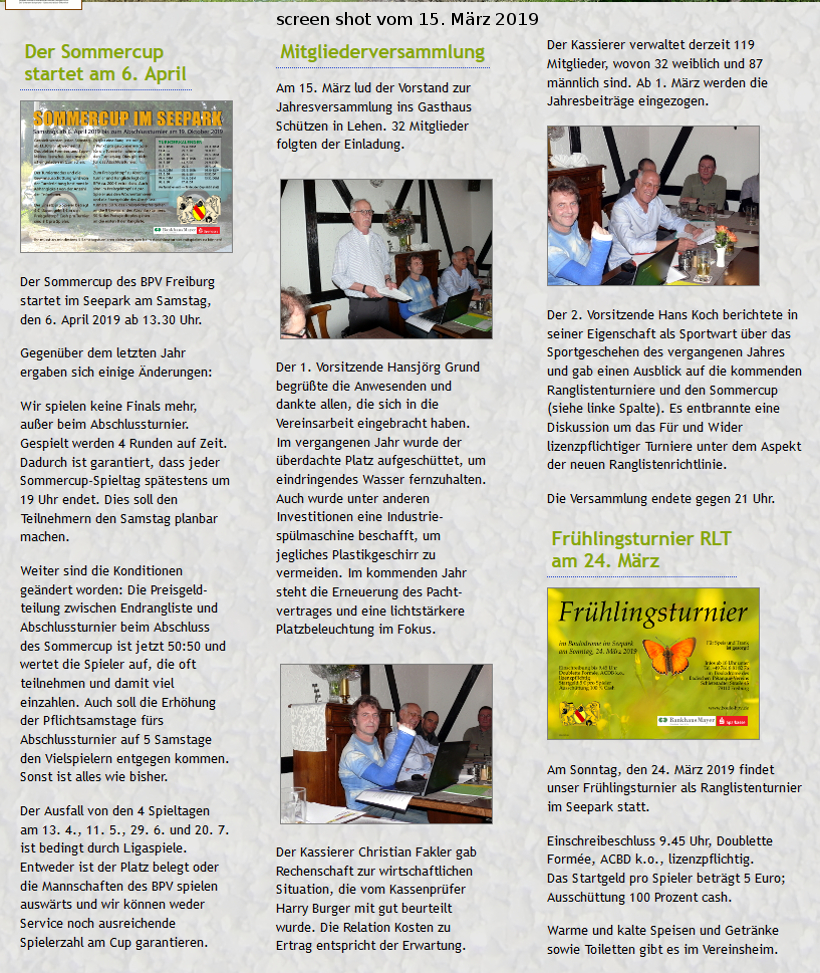 screen shot vom 15. März 2019
Der Sommercup
startet am 6. April
SOMMERCUP IM SEEPARK
Der Sommercup des BPV Freiburg
startet im Seepark am Samstag,
den 6. April 2019 ab 13.30 Uhr.
Gegenüber dem letzten Jahr
ergaben sich einige Änderungen:
Wir spielen keine Finals mehr,
außer beim Abschlussturnier.
Gespielt werden 4 Runden auf Zeit.
Dadurch ist garantiert, dass jeder
Sommercup-Spieltag spätestens um
19 Uhr endet. Dies soll den
Teilnehmern den Samstag planbar
machen.
Weiter sind die Konditionen
geändert worden: Die Preisgeld-
teilung zwischen Endrangliste und
Abschlussturnier beim Abschluss
des Sommercup ist jetzt 50:50 und
wertet die Spieler auf, die oft
teilnehmen und damit viel
einzahlen. Auch soll die Erhöhung
der Pflichtsamstage fürs
Abschlussturnier auf 5 Samstage
den Vielspielern entgegen kommen.
Sonst ist alles wie bisher.
Der Ausfall von den 4 Spieltagen
am 13. 4., 11. 5., 29. 6. und 20. 7.
ist bedingt durch Ligaspiele.
Entweder ist der Platz belegt oder
die Mannschaften des BPV spielen
auswärts und wir können weder
Service noch ausreichende
Spielerzahl am Cup garantieren.
Mitgliederversammlung
Am 15. März lud der Vorstand zur
Jahresversammlung ins Gasthaus
Schützen in Lehen. 32 Mitglieder
folgten der Einladung.
Der 1. Vorsitzende Hansjörg Grund
begrüßte die Anwesenden und
dankte allen, die sich in die
Vereinsarbeit eingebracht haben.
Im vergangenen Jahr wurde der
überdachte Platz aufgeschüttet, um
eindringendes Wasser fernzuhalten.
Auch wurde unter anderen
Investitionen eine Industrie-
spülmaschine beschafft, um
jegliches Plastikgeschirr zu
vermeiden. Im kommenden Jahr
steht die Erneuerung des Pacht-
vertrages und eine lichtstärkere
Platzbeleuchtung im Fokus.
Der Kassierer Christian Fakler gab
Rechenschaft zur wirtschaftlichen
Situation, die vom Kassenprüfer
Harry Burger mit gut beurteilt
wurde. Die Relation Kosten zu
Ertrag entspricht der Erwartung.
Der Kassierer verwaltet derzeit 119
Mitglieder, wovon 32 weiblich und 87
männlich sind. Ab 1. März werden die
Jahresbeiträge eingezogen.
Der 2. Vorsitzende Hans Koch berichtete in
seiner Eigenschaft als Sportwart über das
Sportgeschehen des vergangenen Jahres
und gab einen Ausblick auf die kommenden
Ranglistenturniere und den Sommercup
(siehe linke Spalte). Es entbrannte eine
Diskussion um das Für und Wider
lizenzpflichtiger Turniere unter dem Aspekt
der neuen Ranglistenrichtlinie.
Die Versammlung endete gegen 21 Uhr.
Frühlingsturnier RLT
am 24. März
Frühlingsturnier
im Boulodrome im Seepark
am Sonntag, 24. März 2019
Bankhaus Mayer
Am Sonntag, den 24. März 2019 findet
unser Frühlingsturnier als Ranglistenturnier
im Seepark statt.
Einschreibeschluss 9.45 Uhr, Doublette
Formée, ACBD k.o., lizenzpflichtig.
Das Startgeld pro Spieler beträgt 5 Euro;
Ausschüttung 100 Prozent cash.
Warme und kalte Speisen und Getränke
sowie Toiletten gibt es im Vereinsheim.